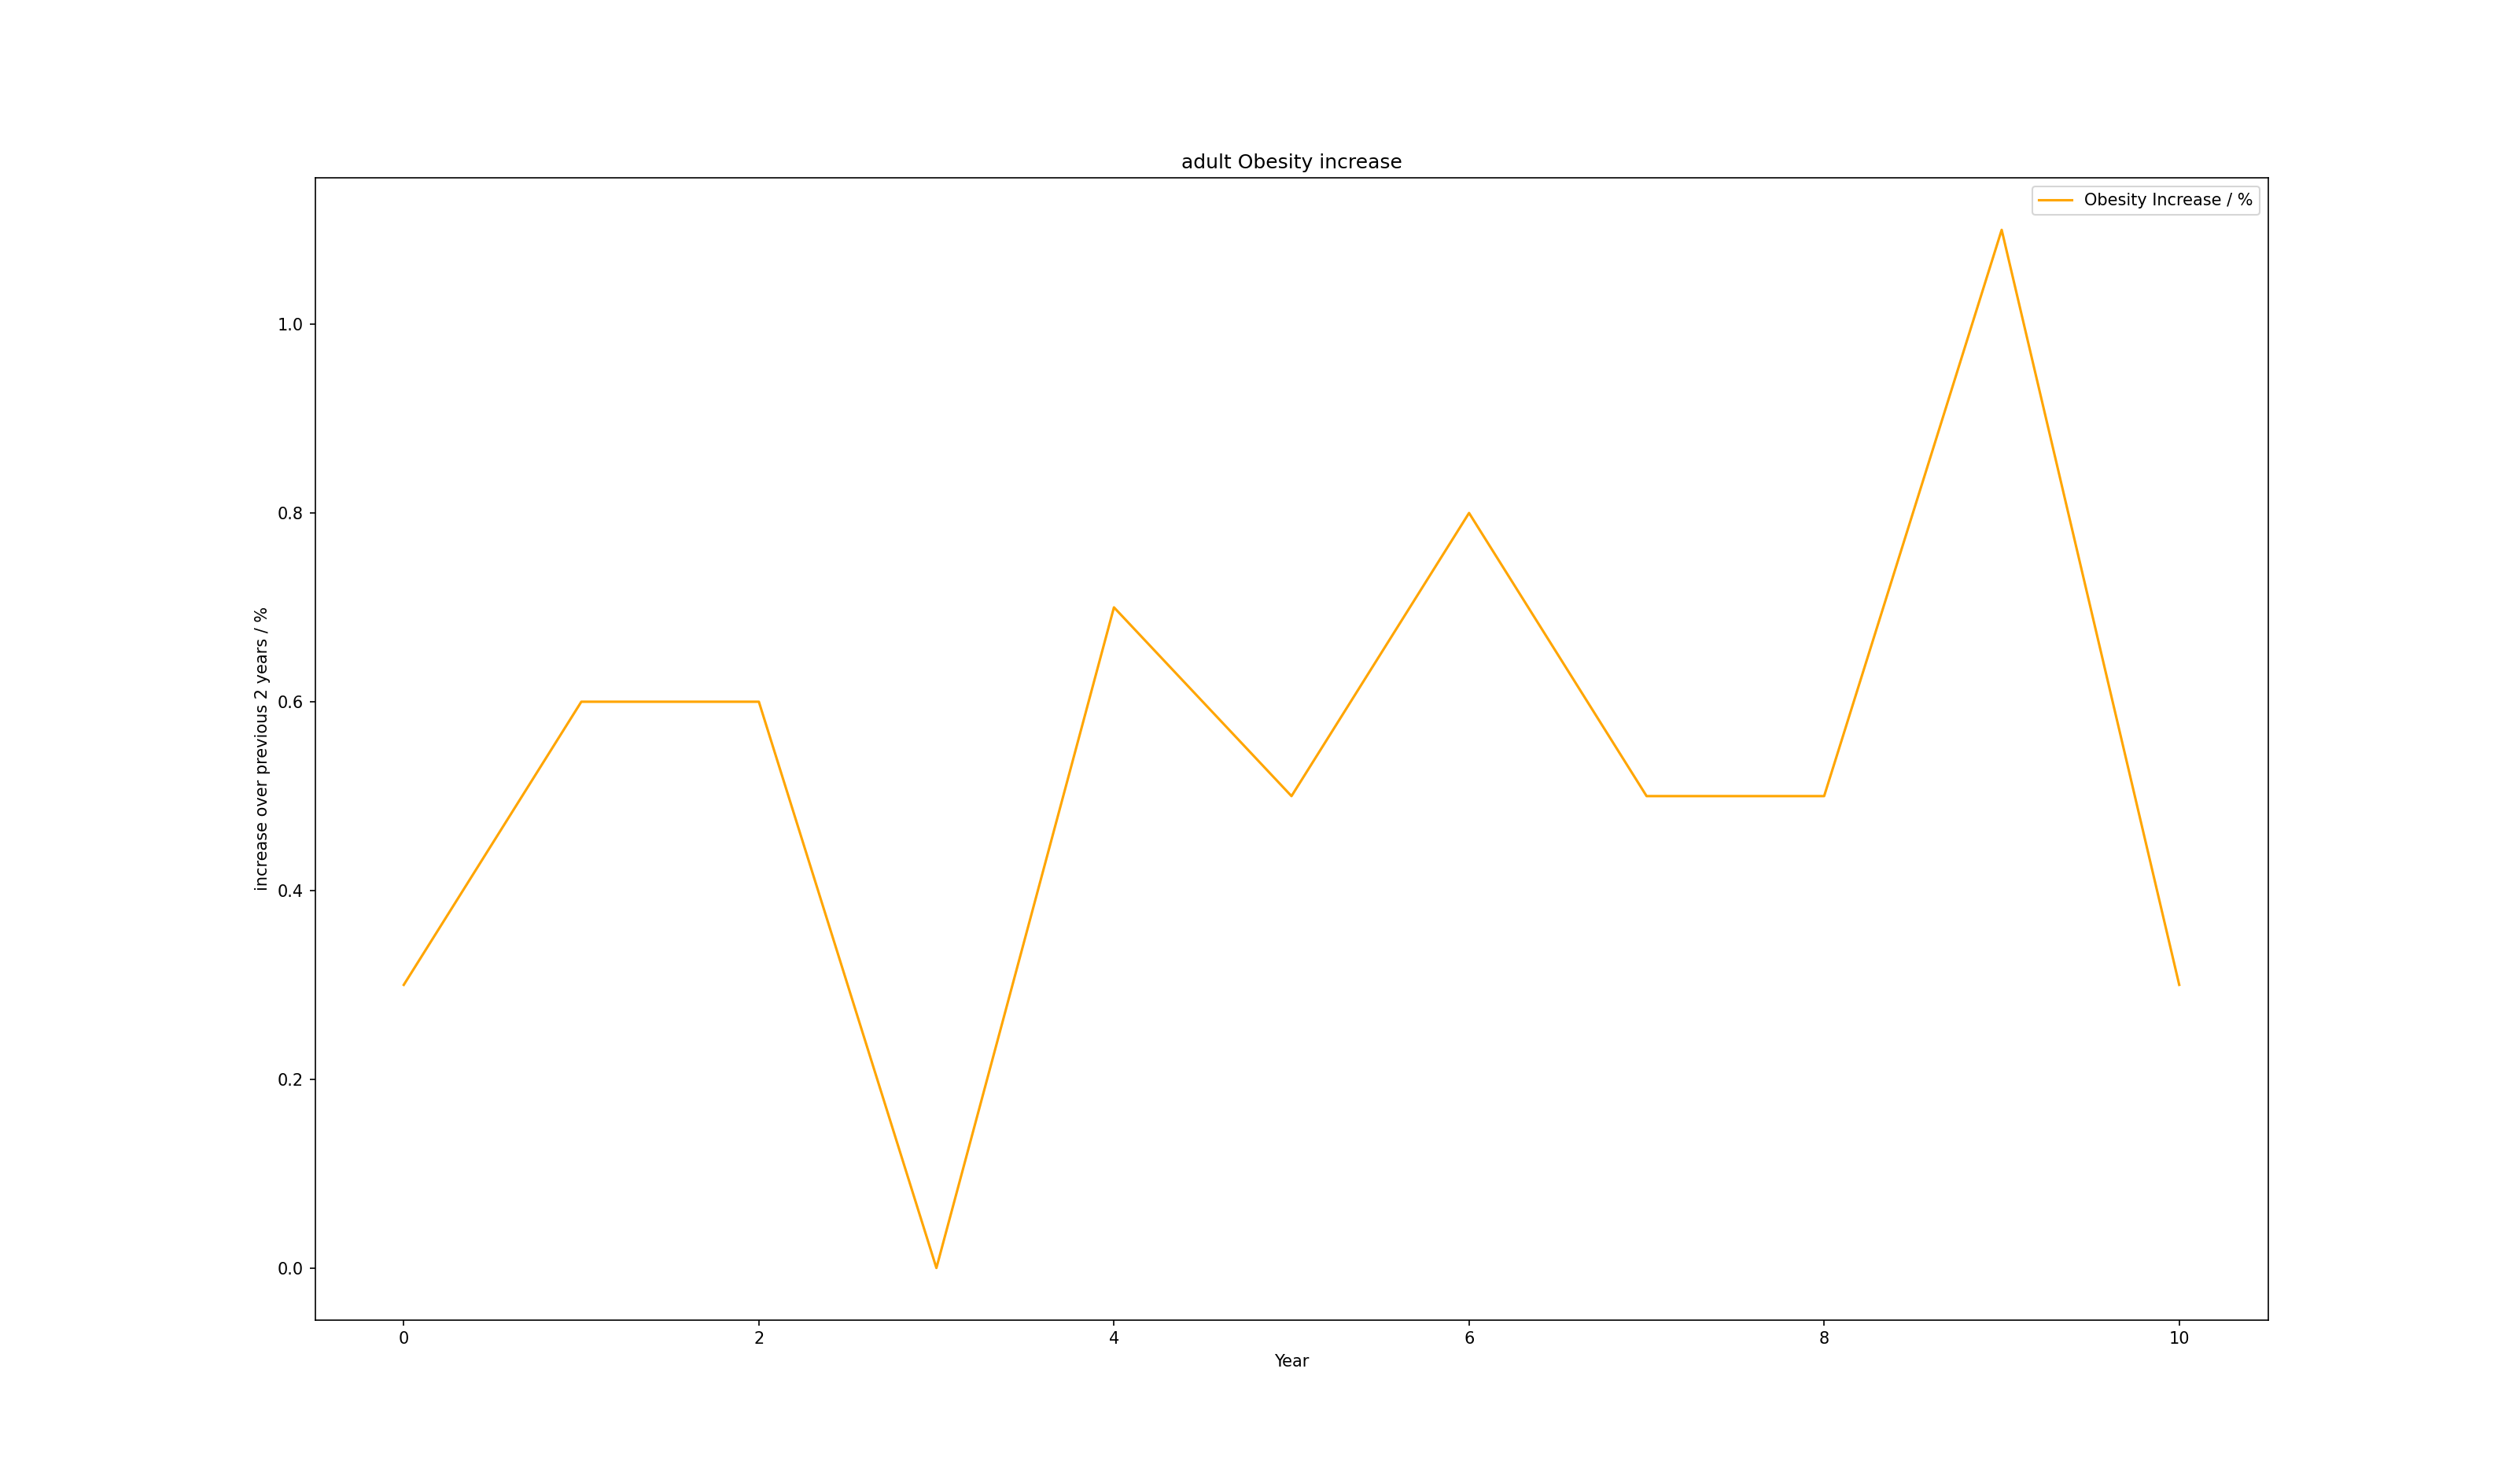 adult Obesity increase
Obesity Increase / %
increase over previous 2 years / %
1.0
0.8
0.6
0.4
0.2
0.0
0 2 4 6 8 10
Year